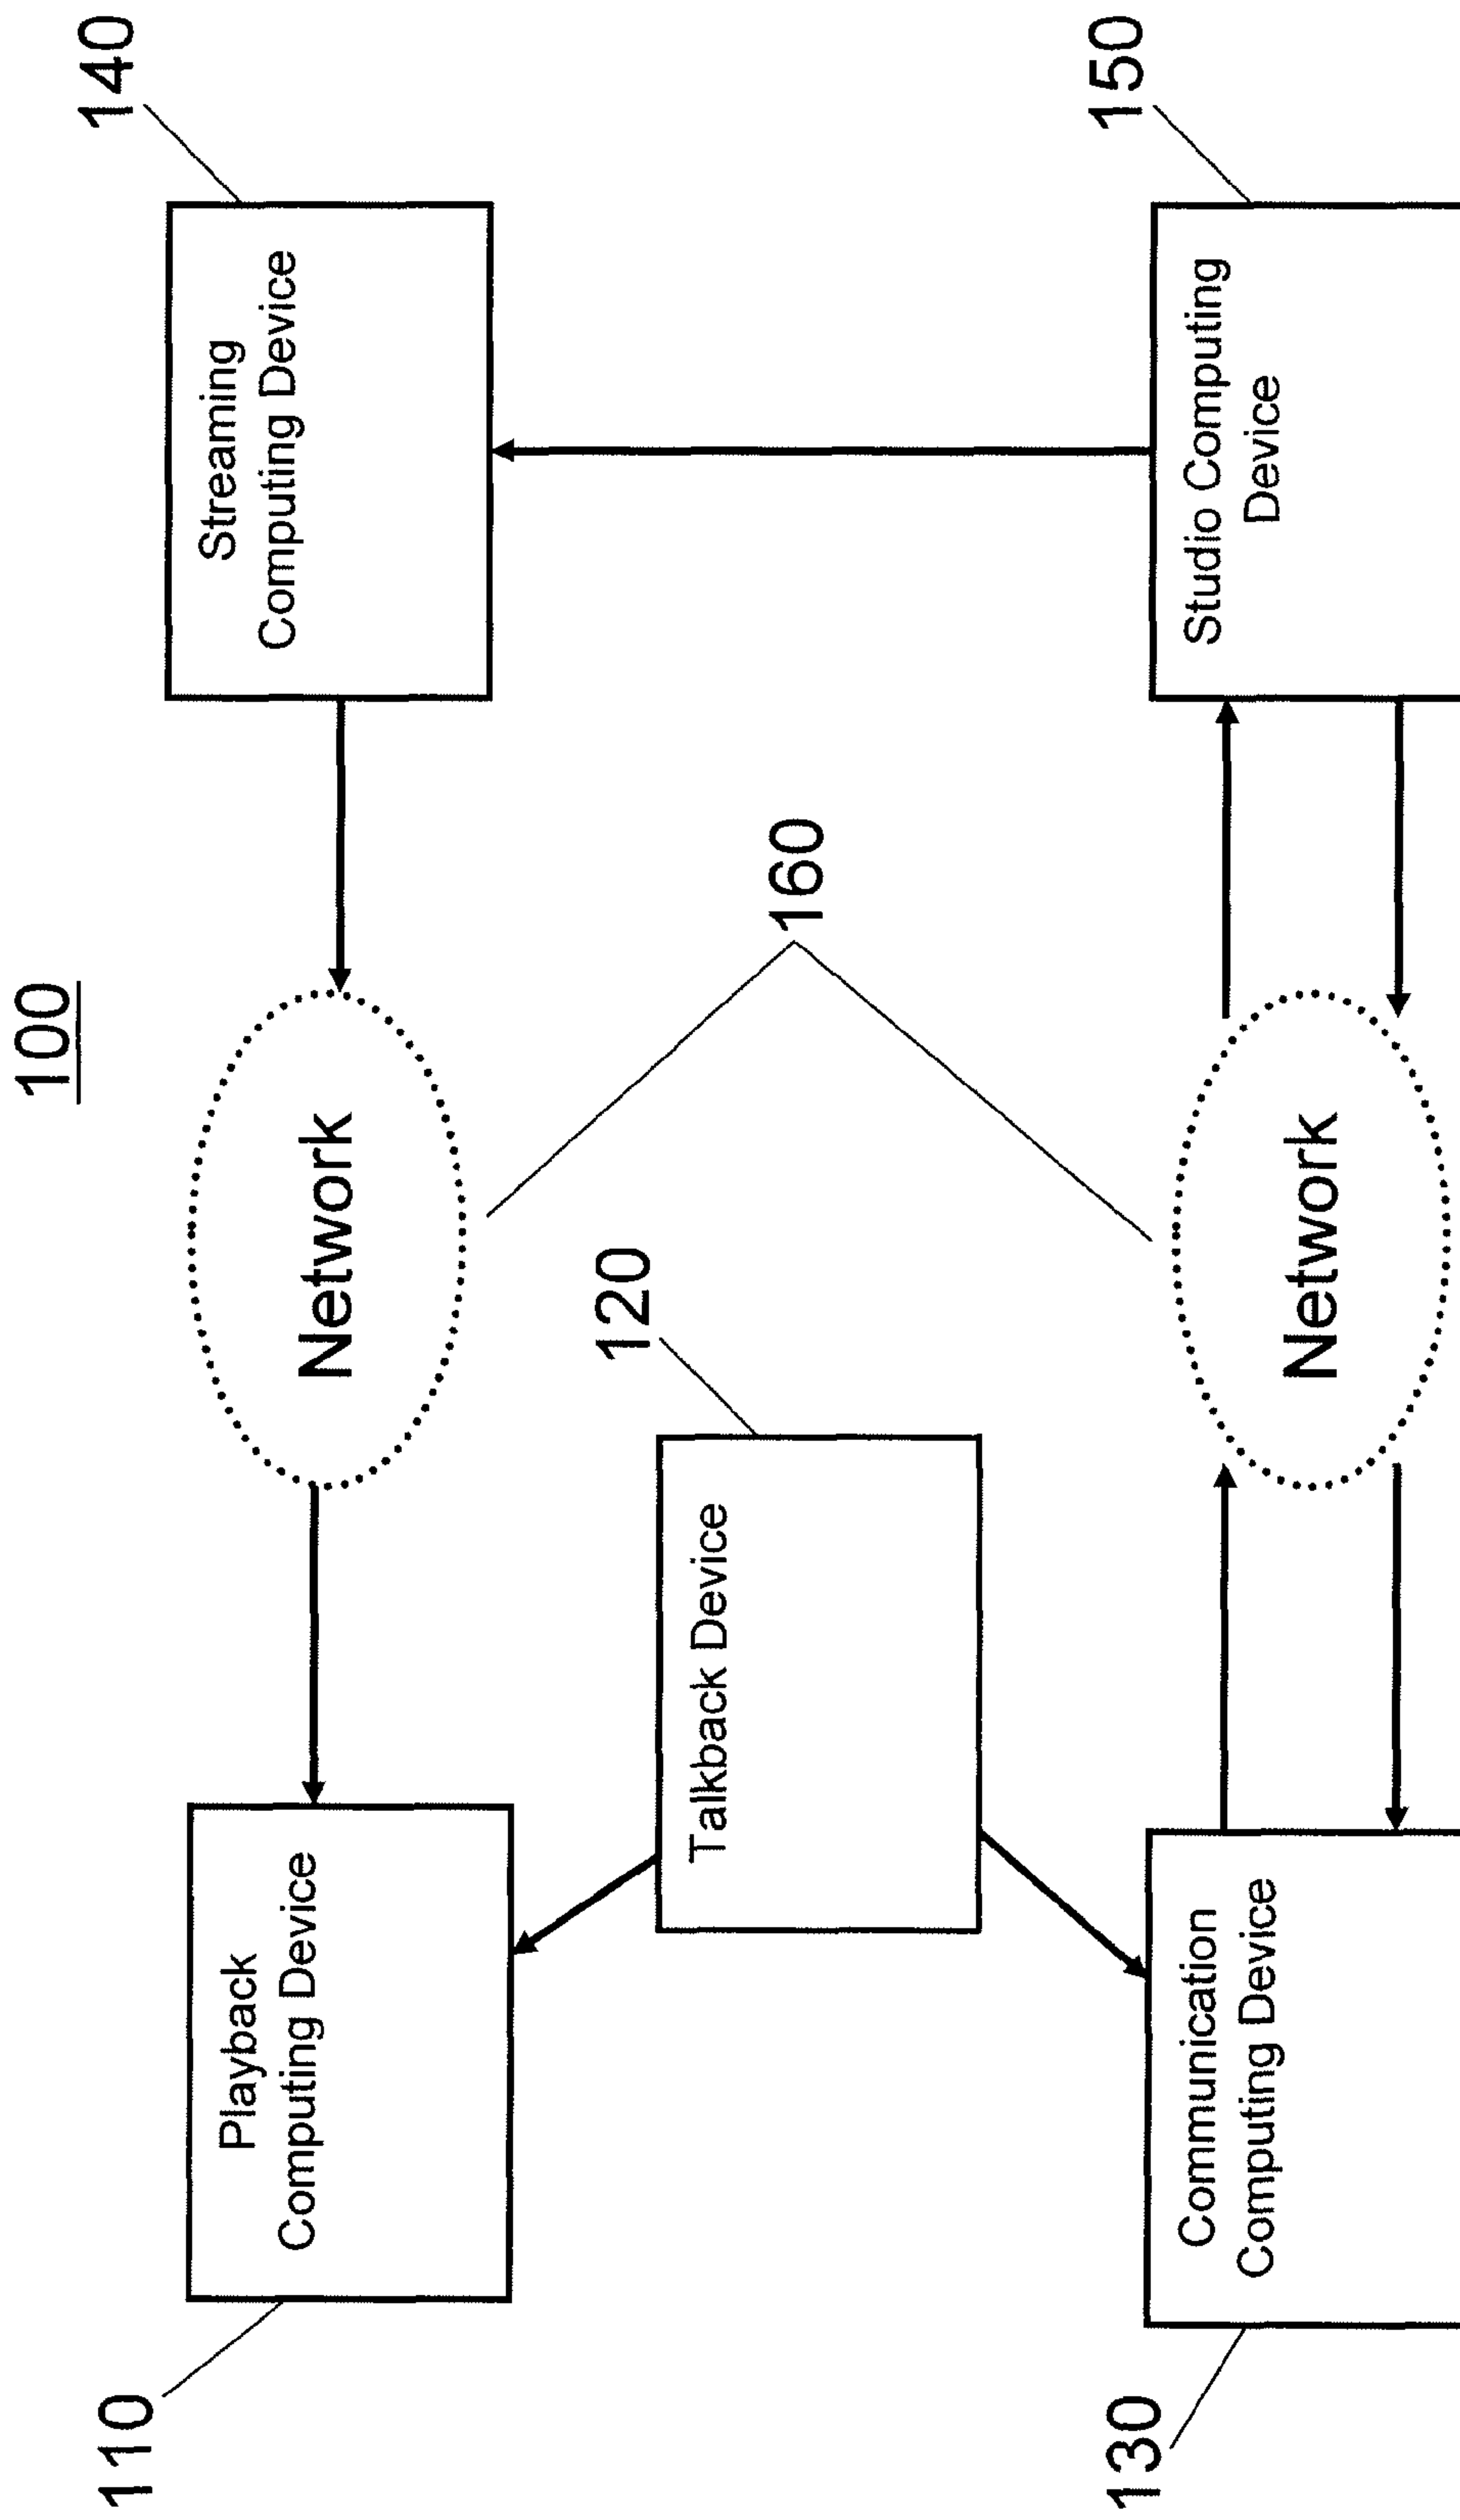 100
110
Playback
Computing Device
Network
Streaming
Computing Device
140
120
Talkback Device
160
130
Communication
Computing Device
Network
Studio Computing
Device
150